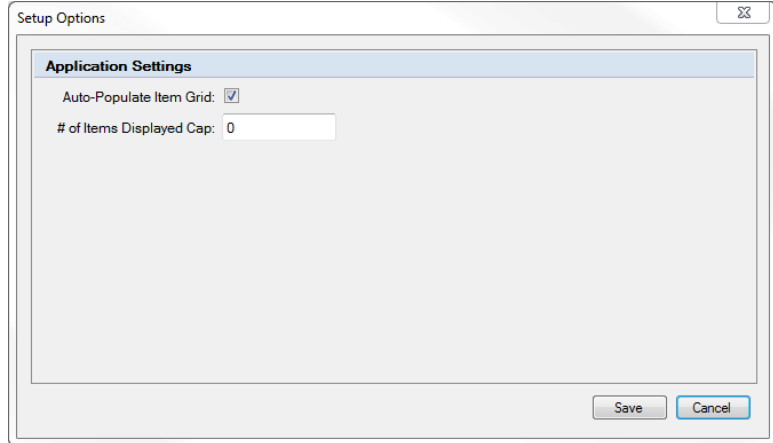 Setup Options
Application Settings
Auto-Populate Item Grid:
# of Items Displayed Cap: 0
Save Cancel